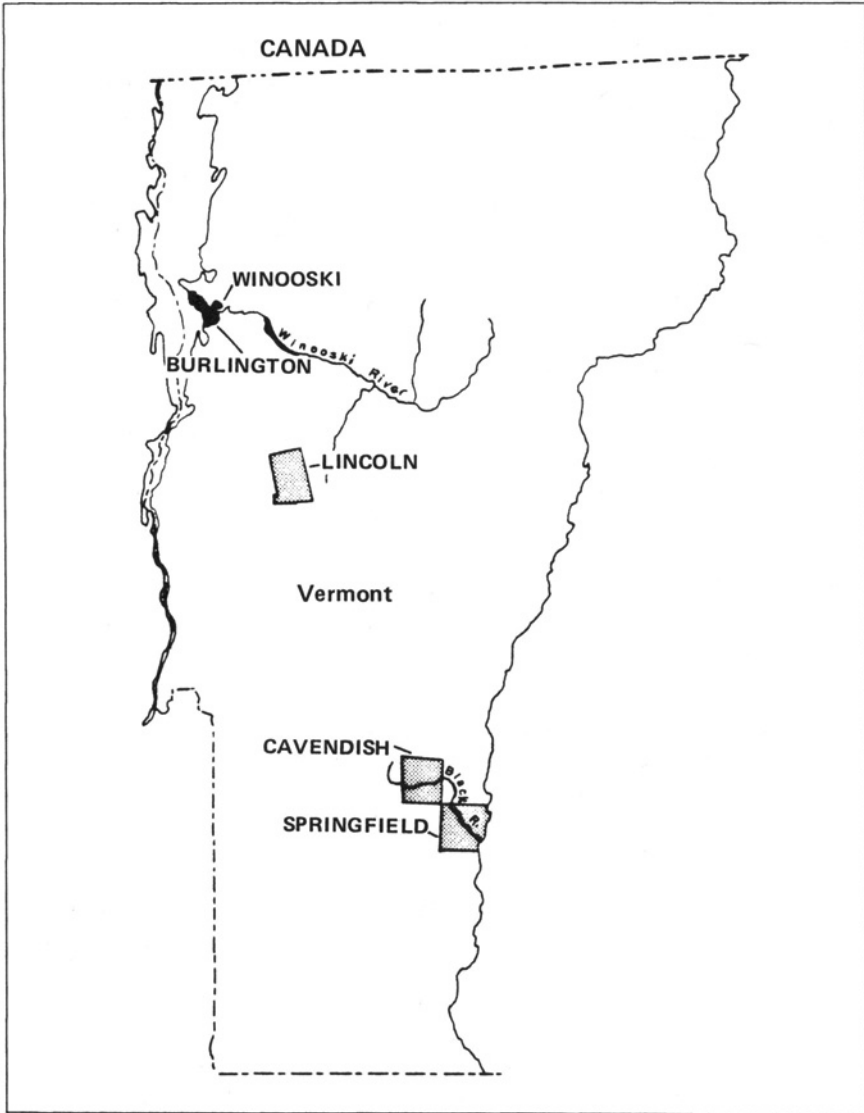 CANADA
WINOOSKI
BURLINGTON
Winooski River
LINCOLN
Vermont
CAVENDISH
Black R.
SPRINGFIELD